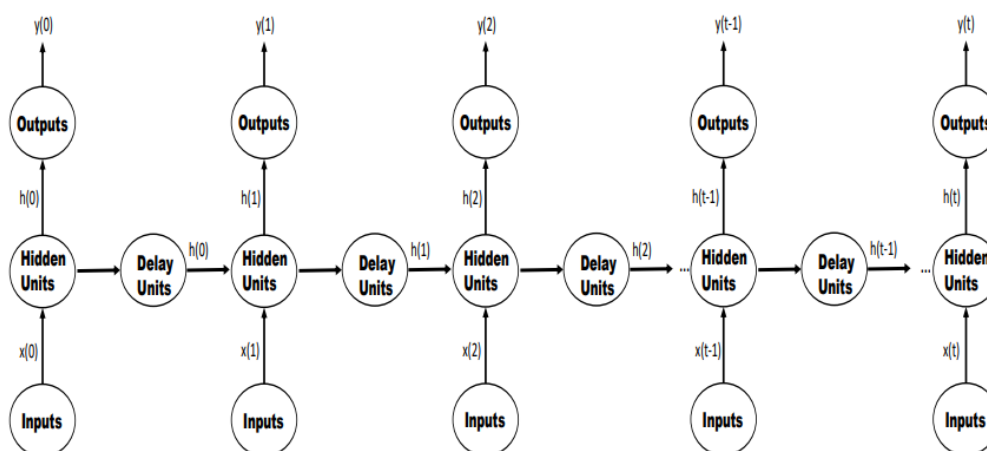 y(0) y(1) y(2) y(t-1) y(t)
Outputs Outputs Outputs Outputs Outputs
h(0) h(1) h(2) h(t-1) h(t)
h(0) h(1) h(2) h(t-1)
Hidden Delay Hidden Delay Hidden Delay ... Hidden Delay ... Hidden
Units Units Units Units Units Units Units Units Units
x(0) x(1) x(2) x(t-1) x(t)
Inputs Inputs Inputs Inputs Inputs